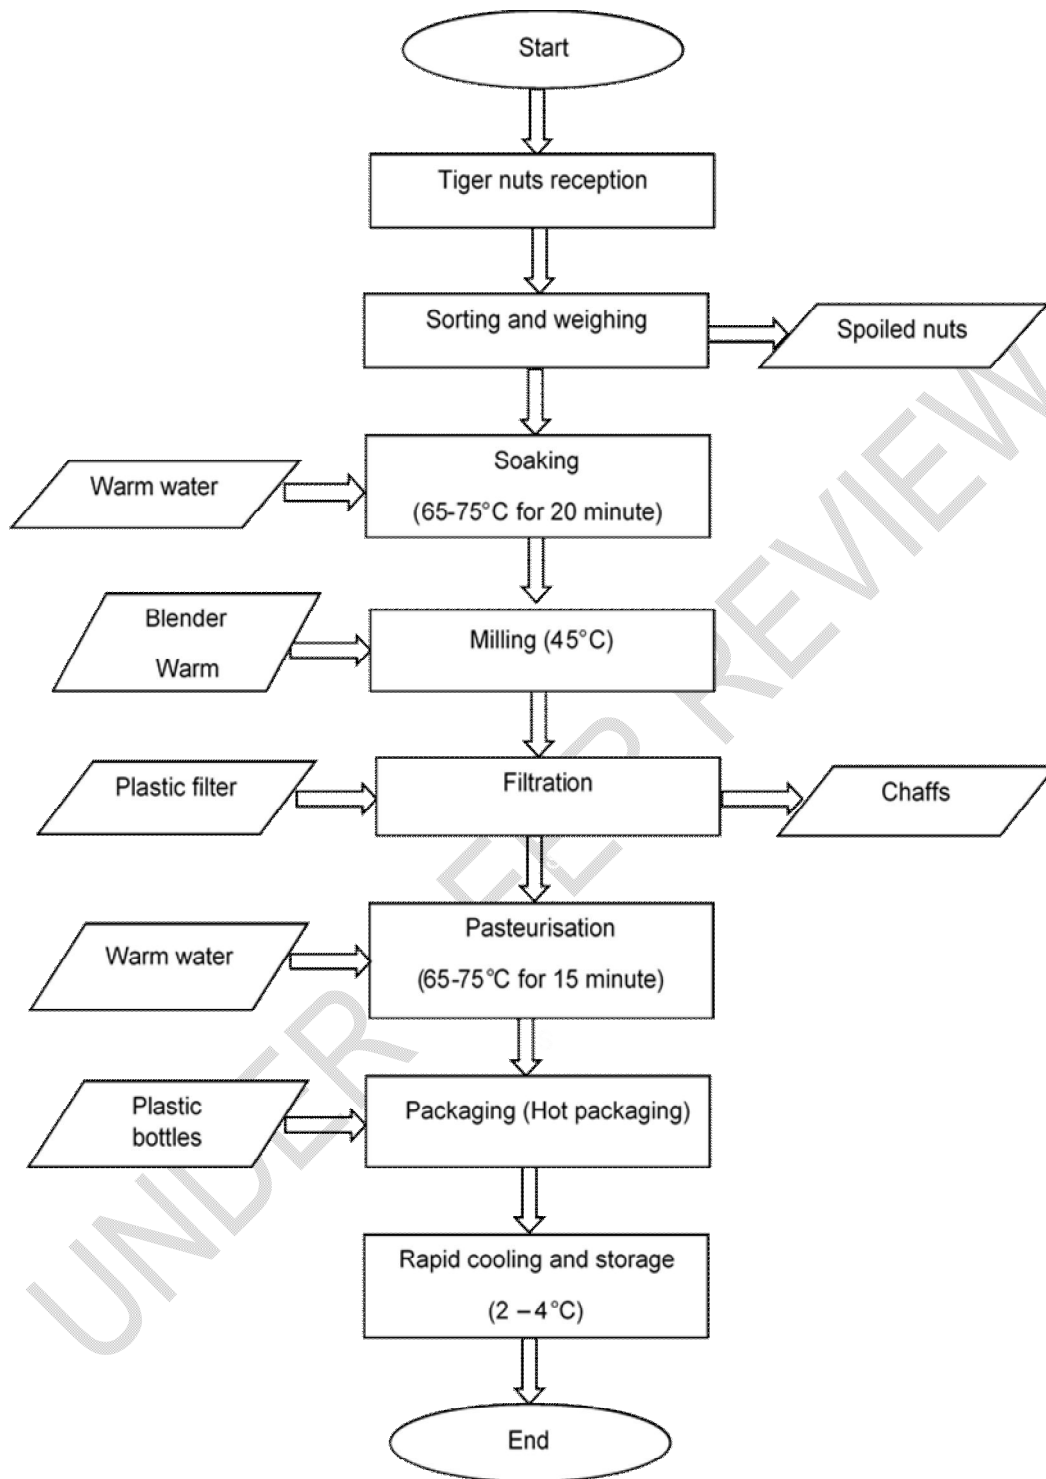 Start
Tiger nuts reception
Sorting and weighing
Spoiled nuts
Soaking
(65-75°C for 20 minute)
Warm water
Blender
Warm
Milling (45°C)
Plastic filter
Filtration
Chaffs
Pasteurisation
(65-75°C for 15 minute)
Warm water
Plastic
bottles
Packaging (Hot packaging)
Rapid cooling and storage
(2 – 4°C)
End
UNDER PEER REVIEW